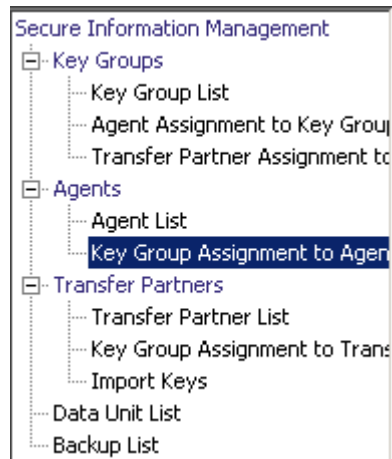 Secure Information Management
Key Groups
Key Group List
Agent Assignment to Key Grou
Transfer Partner Assignment to
Agents
Agent List
Key Group Assignment to Agen
Transfer Partners
Transfer Partner List
Key Group Assignment to Trans
Import Keys
Data Unit List
Backup List